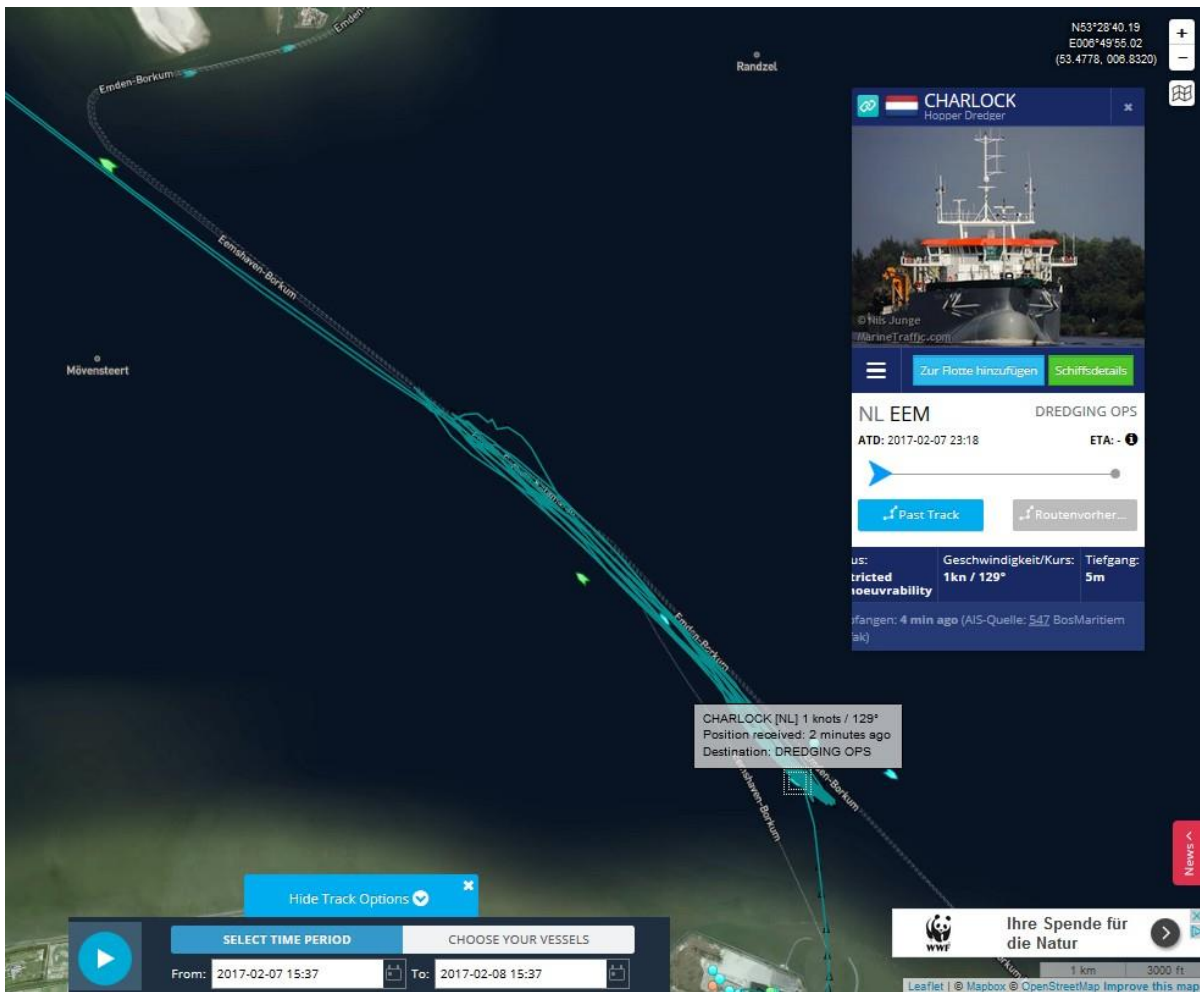 N53°28'40.19
E006°49'55.02
(53.4778, 006.8320)
+
−
Emden-
Emden-Borkum
Randzel
CHARLOCK
Hopper Dredger
© Nils Junge
MarineTraffic.com
Eemshaven-Borkum
Mövensteert
Zur Flotte hinzufügen
Schiffsdetails
NL EEM
DREDGING OPS
ATD: 2017-02-07 23:18
ETA: -
Past Track
Routenvorher...
us:
tricted
noeuvrability
Geschwindigkeit/Kurs:
1kn / 129°
Tiefgang:
5m
pfangen: 4 min ago (AIS-Quelle: 547 BosMaritiem
ak)
Emden-Borkum
CHARLOCK [NL] 1 knots / 129°
Position received: 2 minutes ago
Destination: DREDGING OPS
Eemshaven-Borkum
den-Borkum
News
Hide Track Options
SELECT TIME PERIOD
CHOOSE YOUR VESSELS
From: 2017-02-07 15:37
To: 2017-02-08 15:37
WWF
Ihre Spende für
die Natur
1 km
3000 ft
Leaflet | © Mapbox © OpenStreetMap Improve this map